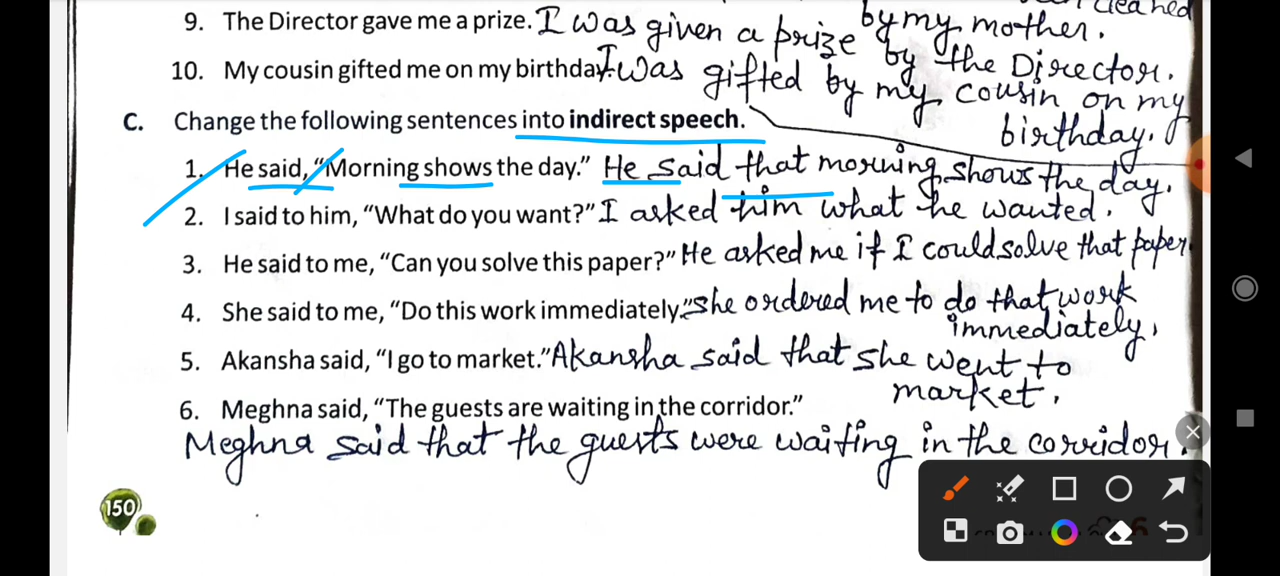 cleaned
9. The Director gave me a prize. I was given a prize by my mother.
by the Director.
10. My cousin gifted me on my birthday. I was gifted by my cousin on my
birthday.
C. Change the following sentences into indirect speech.
1. He said, “Morning shows the day.” He said that morning shows the day.
2. I said to him, “What do you want?” I asked him what he wanted.
3. He said to me, “Can you solve this paper?” He asked me if I could solve that paper
4. She said to me, “Do this work immediately.” She ordered me to do that work
immediately.
5. Akansha said, “I go to market.” Akansha said that she went to
market.
6. Meghna said, “The guests are waiting in the corridor.”
Meghna said that the guests were waiting in the corridor.
150